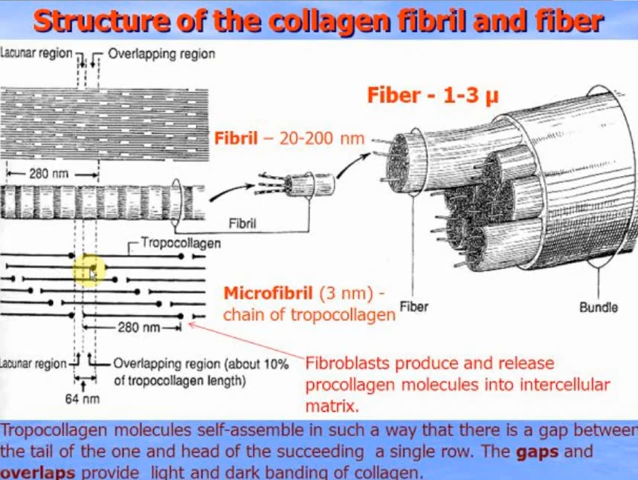 Structure of the collagen fibril and fiber
Lacunar region
Overlapping region
Fiber - 1-3 µ
Fibril – 20-200 nm
280 nm
Fibril
Tropocollagen
Microfibril (3 nm) -
chain of tropocollagen
Fiber
Bundle
280 nm
Lacunar region
Overlapping region (about 10%
of tropocollagen length)
64 nm
Fibroblasts produce and release
procollagen molecules into intercellular
matrix.
Tropocollagen molecules self-assemble in such a way that there is a gap between
the tail of the one and head of the succeeding a single row. The gaps and
overlaps provide light and dark banding of collagen.